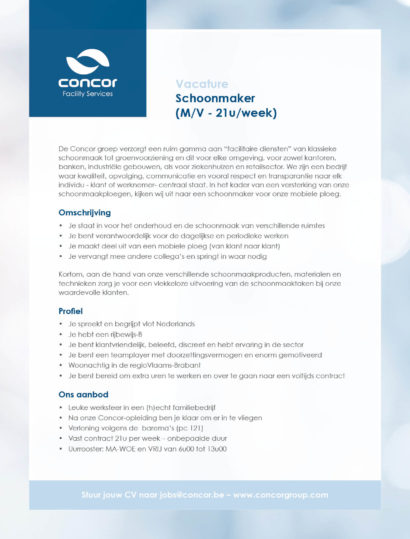 concor
Facility Services
Vacature
Schoonmaker
(M/V - 21u/week)
De Concor groep verzorgt een ruim gamma aan "facilitaire diensten" van klassieke
schoonmaak tot groenvoorziening en dit voor elke omgeving, voor zowel kantoren,
banken, industriële gebouwen, als voor ziekenhuizen en retailsector. We zijn een bedrijf
waar kwaliteit, opvolging, communicatie en vooral respect en transparantie naar elk
individu - klant of werknemer- centraal staat. In het kader van een versterking van onze
schoonmaakploegen, kijken wij uit naar een schoonmaker voor onze mobiele ploeg.
Omschrijving
• Je staat in voor het onderhoud en de schoonmaak van verschillende ruimtes
• Je bent verantwoordelijk voor de dagelijkse en periodieke werken
• Je maakt deel uit van een mobiele ploeg (van klant naar klant)
• Je vervangt mee andere collega's en springt in waar nodig
Kortom, aan de hand van onze verschillende schoonmaakproducten, materialen en
technieken zorg je voor een vlekkeloze uitvoering van de schoonmaaktaken bij onze
waardevolle klanten.
Profiel
• Je spreekt en begrijpt vlot Nederlands
• Je hebt een rijbewijs-B
• Je bent klantvriendelijk, beleefd, discreet en hebt ervaring in de sector
• Je bent een teamplayer met doorzettingsvermogen en enorm gemotiveerd
• Woonachtig in de regioVlaams-Brabant
• Je bent bereid om extra uren te werken en over te gaan naar een voltijds contract
Ons aanbod
• Leuke werksfeer in een (h)echt familiebedrijf
• Na onze Concor-opleiding ben je klaar om er in te vliegen
• Verloning volgens de barema's (pc 121)
• Vast contract 21u per week – onbepaalde duur
• Uurrooster: MA-WOE en VRIJ van 6u00 tot 13u00
Stuur jouw CV naar jobs@concor.be – www.concorgroup.com